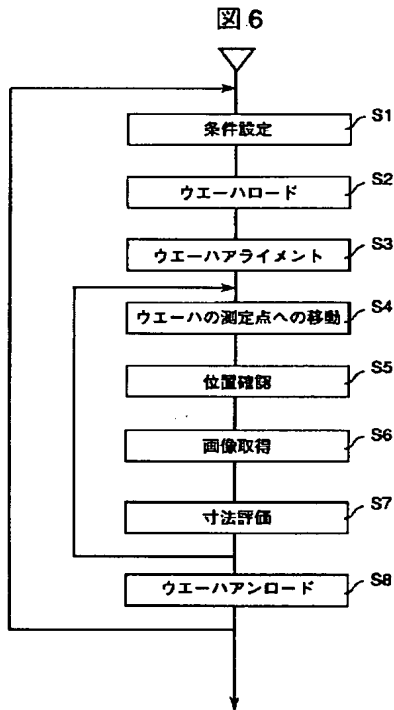 図6
条件設定 S1
ウエーハロード S2
ウエーハアライメント S3
ウエーハの測定点への移動 S4
位置確認 S5
画像取得 S6
寸法評価 S7
ウエーハアンロード S8